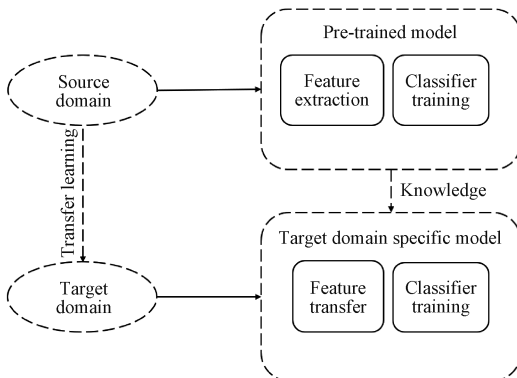 Pre-trained model
Source
domain
Feature
extraction
Classifier
training
Transfer learning
Knowledge
Target domain specific model
Target
domain
Feature
transfer
Classifier
training